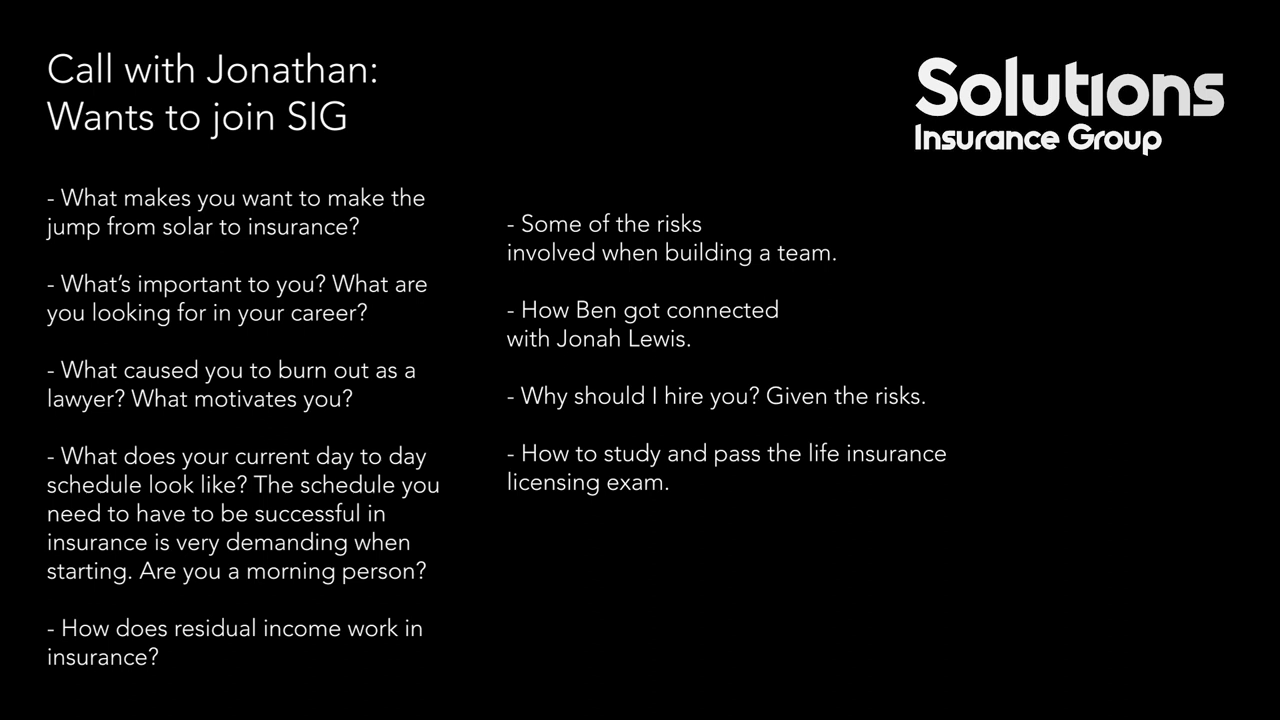 Call with Jonathan:
Wants to join SIG
Solutions
Insurance Group
- What makes you want to make the
jump from solar to insurance?
- What's important to you? What are
you looking for in your career?
- What caused you to burn out as a
lawyer? What motivates you?
- What does your current day to day
schedule look like? The schedule you
need to have to be successful in
insurance is very demanding when
starting. Are you a morning person?
- How does residual income work in
insurance?
- Some of the risks
involved when building a team.
- How Ben got connected
with Jonah Lewis.
- Why should I hire you? Given the risks.
- How to study and pass the life insurance
licensing exam.